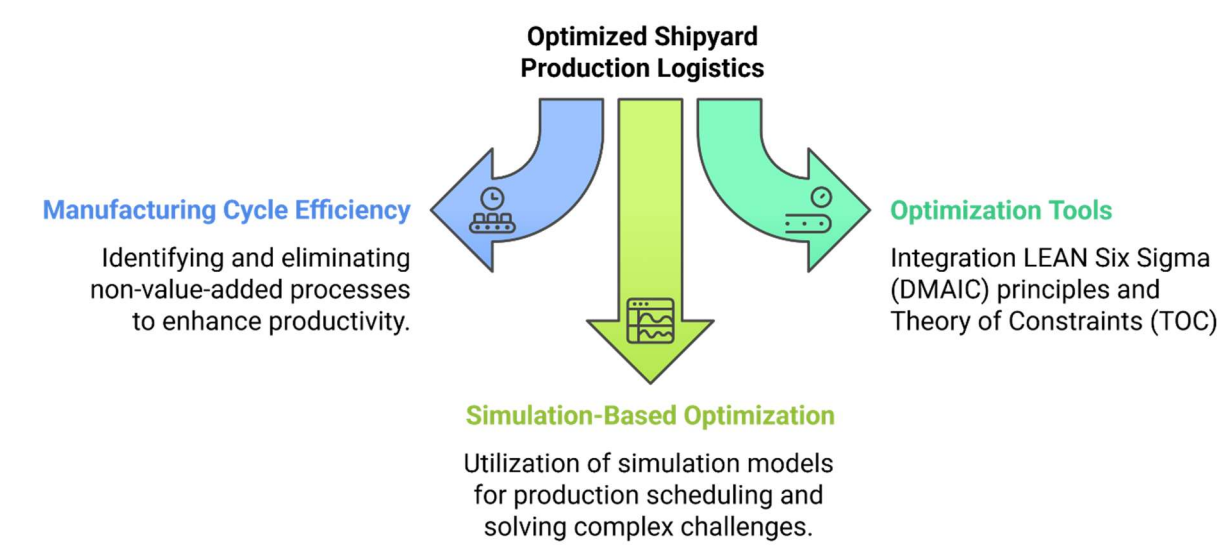 Optimized Shipyard
Production Logistics
Manufacturing Cycle Efficiency
Identifying and eliminating
non-value-added processes
to enhance productivity.
Optimization Tools
Integration LEAN Six Sigma
(DMAIC) principles and
Theory of Constraints (TOC)
Simulation-Based Optimization
Utilization of simulation models
for production scheduling and
solving complex challenges.